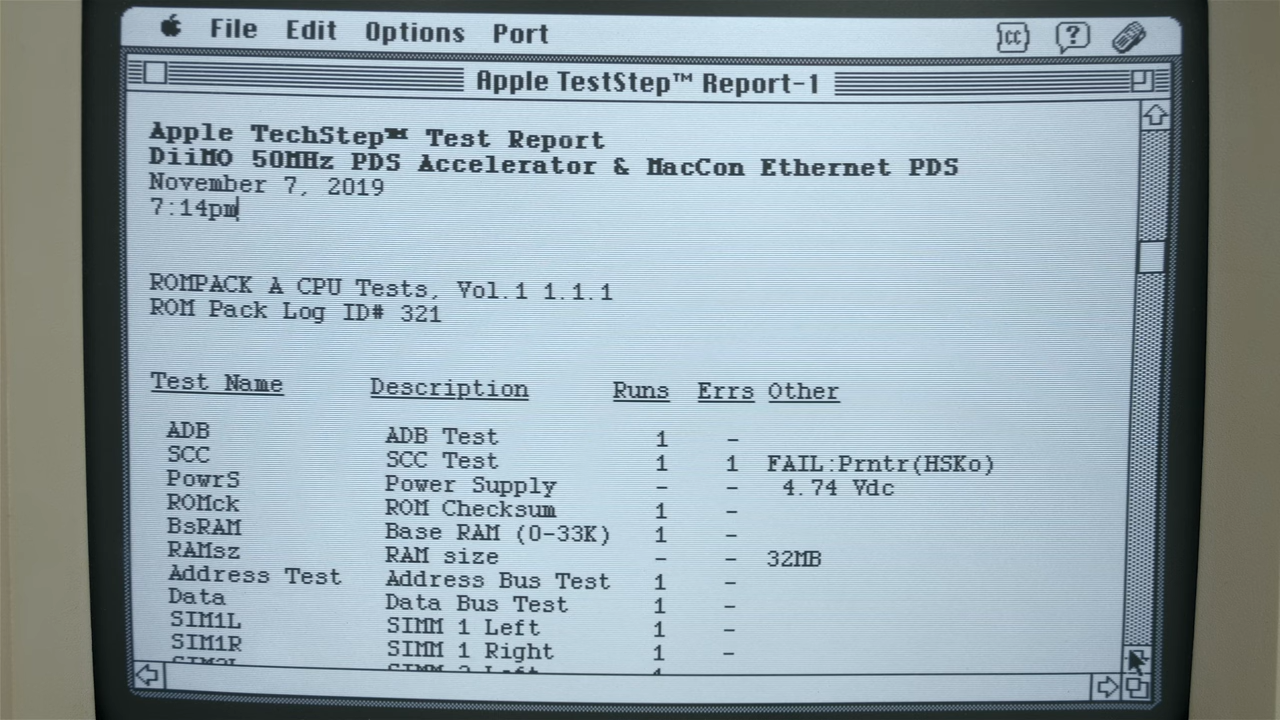 File Edit Options Port
CC ?
Apple TestStep™ Report-1
Apple TechStep™ Test Report
DiiMO 50MHz PDS Accelerator & MacCon Ethernet PDS
November 7, 2019
7:14pm
ROMPACK A CPU Tests, Vol.1 1.1.1
ROM Pack Log ID# 321
Test Name Description Runs Errs Other
ADB ADB Test 1 -
SCC SCC Test 1 1 FAIL:Prntr(HSKo)
PowrS Power Supply - - 4.74 Vdc
ROMck ROM Checksum 1 -
BsRAM Base RAM (0-33K) 1 -
RAMsz RAM size - - 32MB
Address Test Address Bus Test 1 -
Data Data Bus Test 1 -
SIM1L SIMM 1 Left 1 -
SIM1R SIMM 1 Right 1 -